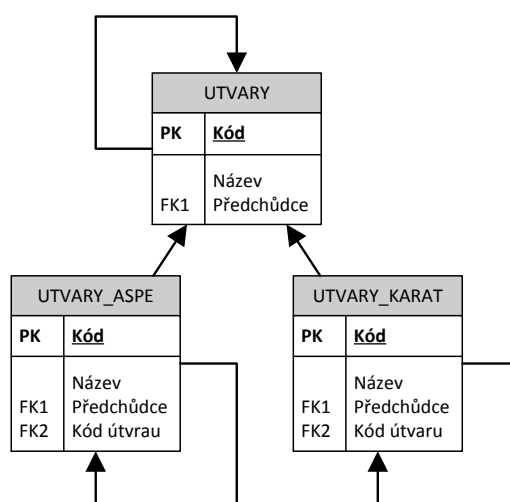 UTVARY
PK Kód
Název
FK1 Předchůdce
UTVARY_ASPE
PK Kód
Název
FK1 Předchůdce
FK2 Kód útvrau
UTVARY_KARAT
PK Kód
Název
FK1 Předchůdce
FK2 Kód útvaru